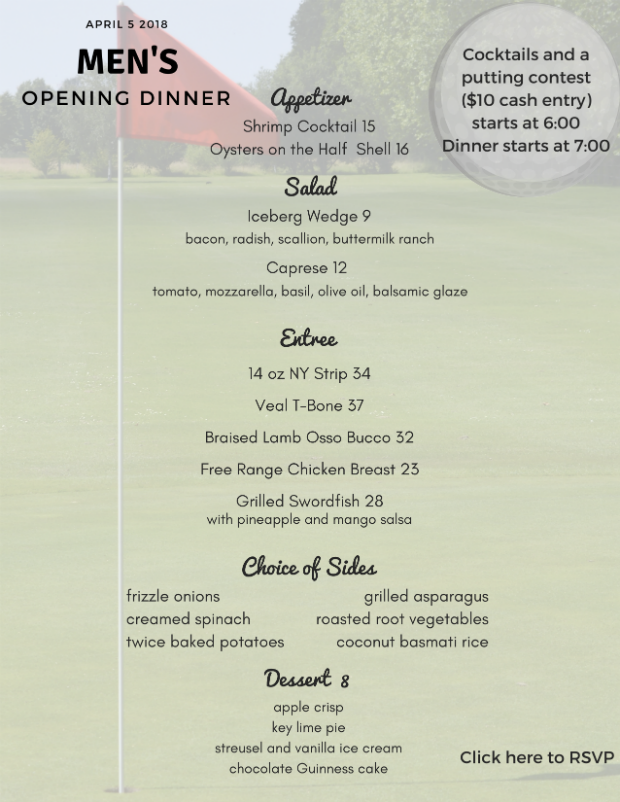 APRIL 5 2018
MEN'S
OPENING DINNER
Cocktails and a
putting contest
($10 cash entry)
starts at 6:00
Dinner starts at 7:00
Appetizer
Shrimp Cocktail 15
Oysters on the Half Shell 16
Salad
Iceberg Wedge 9
bacon, radish, scallion, buttermilk ranch
Caprese 12
tomato, mozzarella, basil, olive oil, balsamic glaze
Entree
14 oz NY Strip 34
Veal T-Bone 37
Braised Lamb Osso Bucco 32
Free Range Chicken Breast 23
Grilled Swordfish 28
with pineapple and mango salsa
Choice of Sides
frizzle onions
creamed spinach
twice baked potatoes
grilled asparagus
roasted root vegetables
coconut basmati rice
Dessert 8
apple crisp
key lime pie
streusel and vanilla ice cream
chocolate Guinness cake
Click here to RSVP